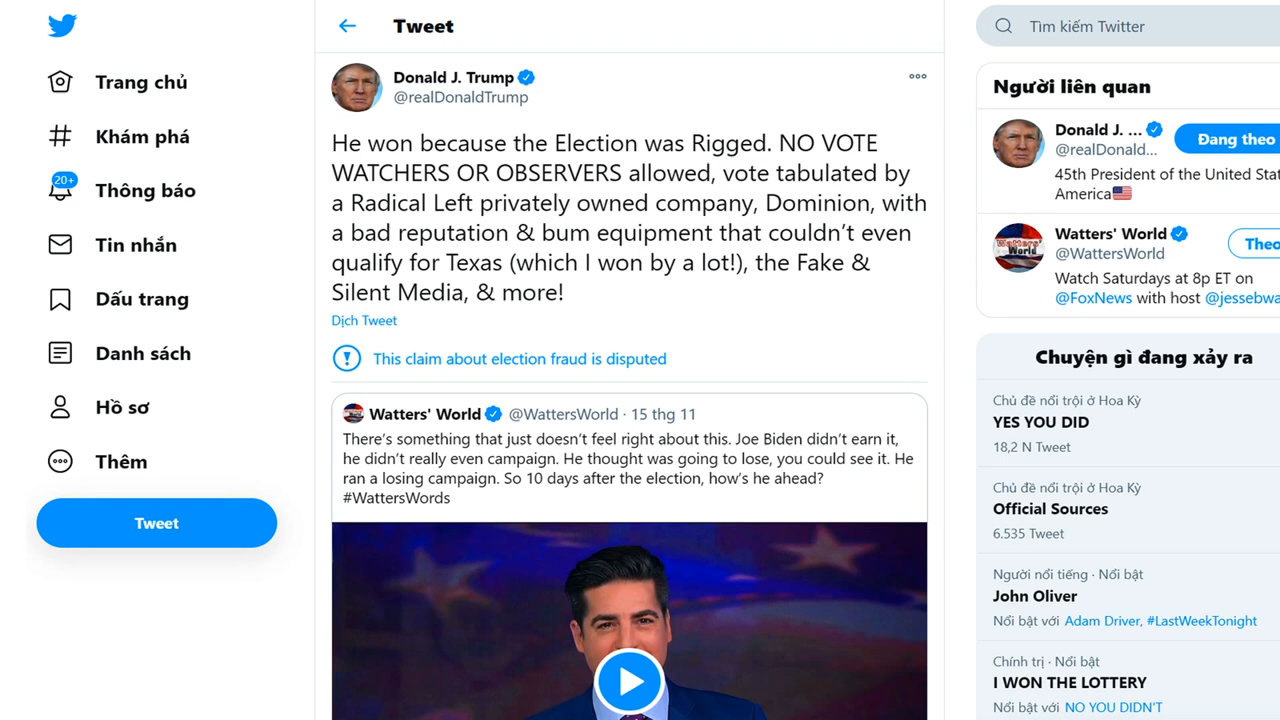 Tweet
Tìm kiếm Twitter
Trang chủ
Khám phá
20+
Thông báo
Tin nhắn
Dấu trang
Danh sách
Hồ sơ
Thêm
Tweet
Donald J. Trump
@realDonaldTrump
He won because the Election was Rigged. NO VOTE
WATCHERS OR OBSERVERS allowed, vote tabulated by
a Radical Left privately owned company, Dominion, with
a bad reputation & bum equipment that couldn't even
qualify for Texas (which I won by a lot!), the Fake &
Silent Media, & more!
Dịch Tweet
This claim about election fraud is disputed
Watters' World @WattersWorld · 15 thg 11
There's something that just doesn't feel right about this. Joe Biden didn't earn it,
he didn't really even campaign. He thought was going to lose, you could see it. He
ran a losing campaign. So 10 days after the election, how's he ahead?
#WattersWords
Người liên quan
Donald J. ...
@realDonald...
Đang theo
45th President of the United Stat
America
Watters' World
@WattersWorld
Theo
Watch Saturdays at 8p ET on
@FoxNews with host @jessebwa
Chuyện gì đang xảy ra
Chủ đề nổi trội ở Hoa Kỳ
YES YOU DID
18,2 N Tweet
Chủ đề nổi trội ở Hoa Kỳ
Official Sources
6.535 Tweet
Người nổi tiếng · Nổi bật
John Oliver
Nổi bật với Adam Driver, #LastWeekTonight
Chính trị · Nổi bật
I WON THE LOTTERY
Nổi bật với NO YOU DIDN'T